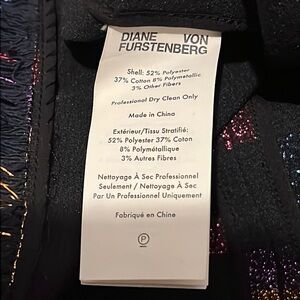 DIANE VON
FURSTENBERG
Shell: 52% Polyester
37% Cotton 8% Polymetallic
3% Other Fibers
Professional Dry Clean Only
Made in China
Extérieur/Tissu Stratifié:
52% Polyester 37% Coton
8% Polymétallique
3% Autres Fibres
Nettoyage À Sec Professionnel
Seulement / Nettoyage À Sec
Par un Professionel Uniquement
Fabriqué en Chine
P